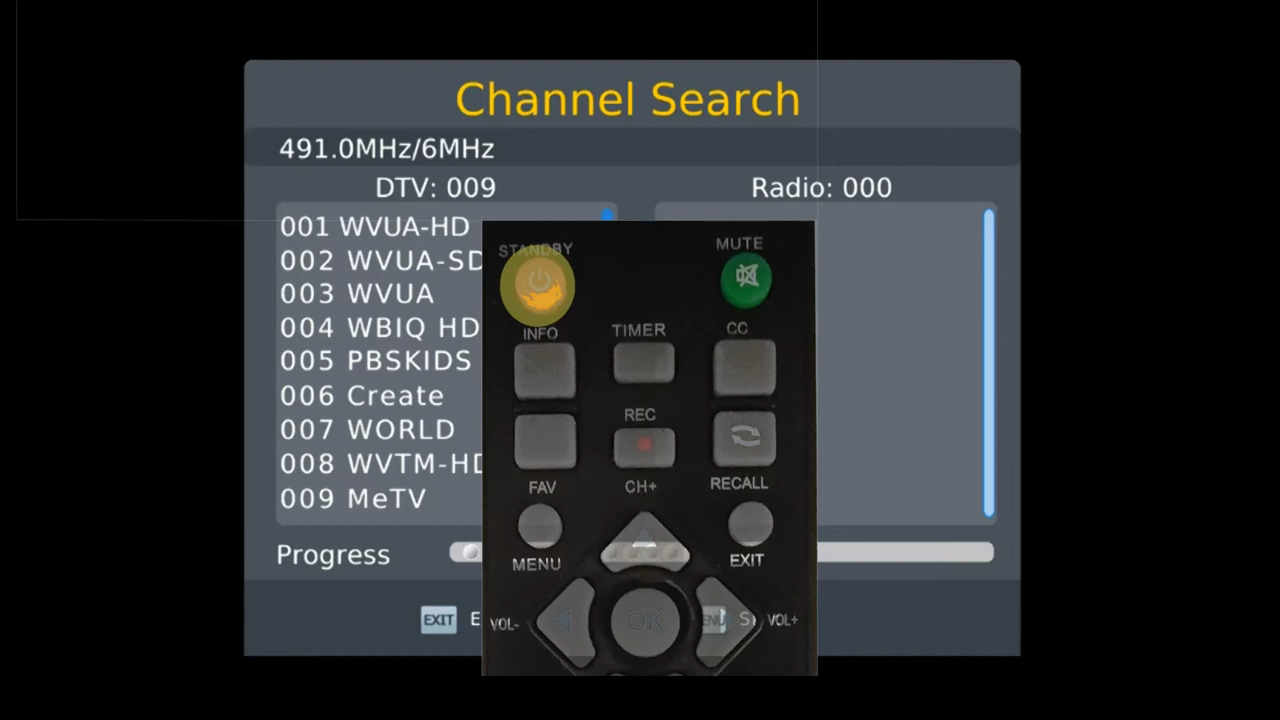 Channel Search
491.0MHz/6MHz
DTV: 009
Radio: 000
001 WVUA-HD
002 WVUA-SD
003 WVUA
004 WBIQ HD
005 PBSKIDS
006 Create
007 WORLD
008 WVTM-HD
009 MeTV
Progress
EXIT
STANDBY
MUTE
INFO
TIMER
CC
REC
FAV
CH+
RECALL
MENU
EXIT
VOL-
OK
VOL+